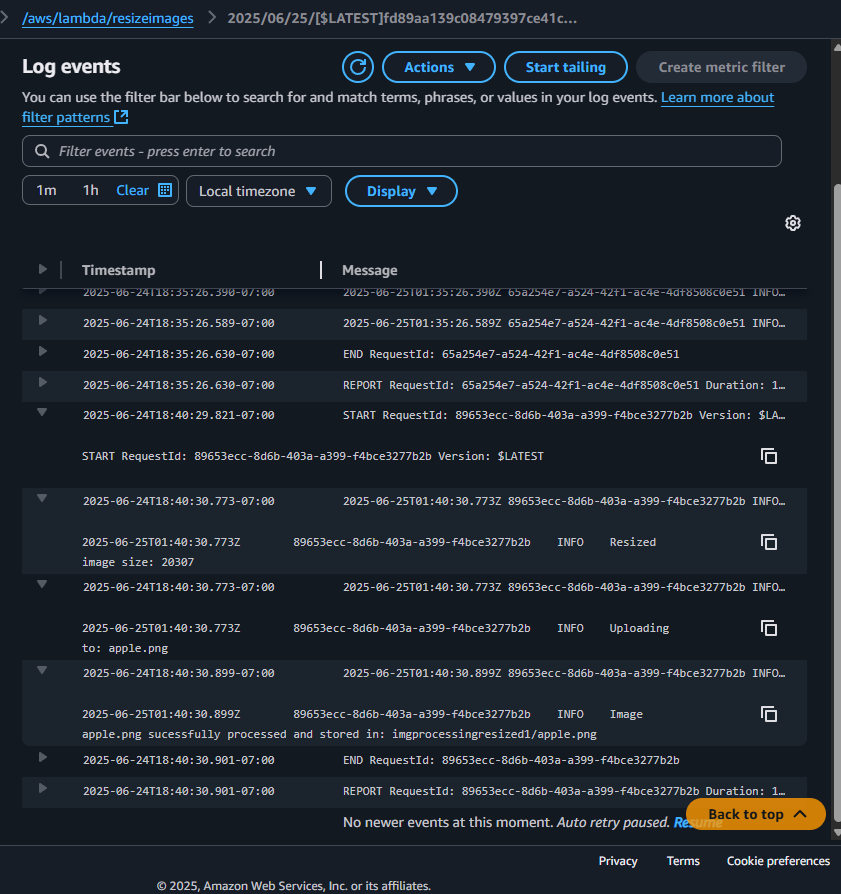 /aws/lambda/resizeimages > 2025/06/25/[$LATEST]fd89aa139c08479397ce41c...
Log events
Actions
Start tailing
Create metric filter
You can use the filter bar below to search for and match terms, phrases, or values in your log events. Learn more about
filter patterns
Filter events - press enter to search
1m 1h Clear
Local timezone
Display
Timestamp Message
2025-06-24T18:35:26.390-07:00 2025-06-25T01:35:26.390Z 65a254e7-a524-42f1-ac4e-4df8508c0e51 INFO…
2025-06-24T18:35:26.589-07:00 2025-06-25T01:35:26.589Z 65a254e7-a524-42f1-ac4e-4df8508c0e51 INFO…
2025-06-24T18:35:26.630-07:00 END RequestId: 65a254e7-a524-42f1-ac4e-4df8508c0e51
2025-06-24T18:35:26.630-07:00 REPORT RequestId: 65a254e7-a524-42f1-ac4e-4df8508c0e51 Duration: 1…
2025-06-24T18:40:29.821-07:00 START RequestId: 89653ecc-8d6b-403a-a399-f4bce3277b2b Version: $LA…
START RequestId: 89653ecc-8d6b-403a-a399-f4bce3277b2b Version: $LATEST
2025-06-24T18:40:30.773-07:00 2025-06-25T01:40:30.773Z 89653ecc-8d6b-403a-a399-f4bce3277b2b INFO…
2025-06-25T01:40:30.773Z 89653ecc-8d6b-403a-a399-f4bce3277b2b INFO Resized
image size: 20307
2025-06-24T18:40:30.773-07:00 2025-06-25T01:40:30.773Z 89653ecc-8d6b-403a-a399-f4bce3277b2b INFO…
2025-06-25T01:40:30.773Z 89653ecc-8d6b-403a-a399-f4bce3277b2b INFO Uploading
to: apple.png
2025-06-24T18:40:30.899-07:00 2025-06-25T01:40:30.899Z 89653ecc-8d6b-403a-a399-f4bce3277b2b INFO…
2025-06-25T01:40:30.899Z 89653ecc-8d6b-403a-a399-f4bce3277b2b INFO Image
apple.png sucessfully processed and stored in: imgprocessingresized1/apple.png
2025-06-24T18:40:30.901-07:00 END RequestId: 89653ecc-8d6b-403a-a399-f4bce3277b2b
2025-06-24T18:40:30.901-07:00 REPORT RequestId: 89653ecc-8d6b-403a-a399-f4bce3277b2b Duration: 1…
No newer events at this moment. Auto retry paused. Resume
Back to top
Privacy Terms Cookie preferences
© 2025, Amazon Web Services, Inc. or its affiliates.